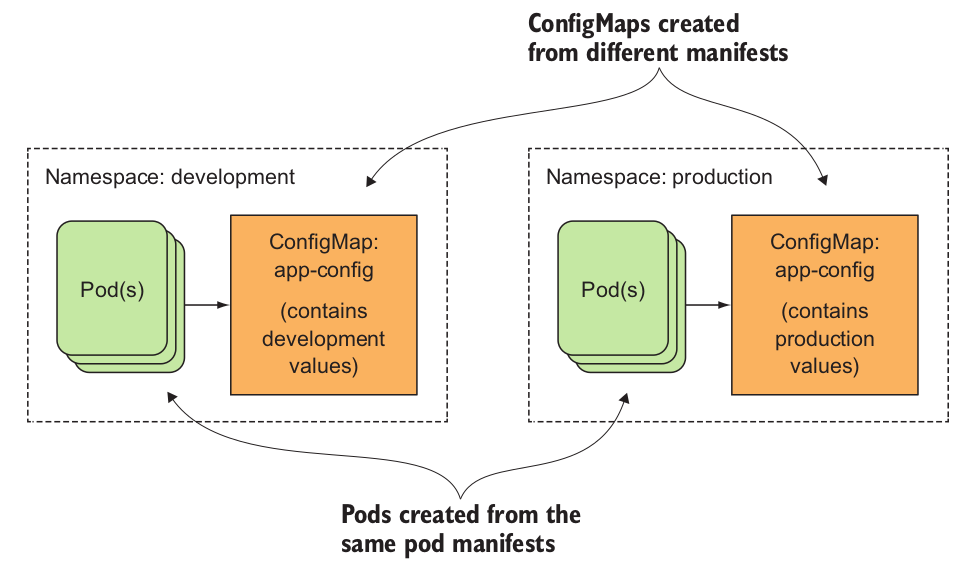 ConfigMaps created
from different manifests
Namespace: development
Pod(s)
ConfigMap:
app-config
(contains
development
values)
Namespace: production
Pod(s)
ConfigMap:
app-config
(contains
production
values)
Pods created from the
same pod manifests